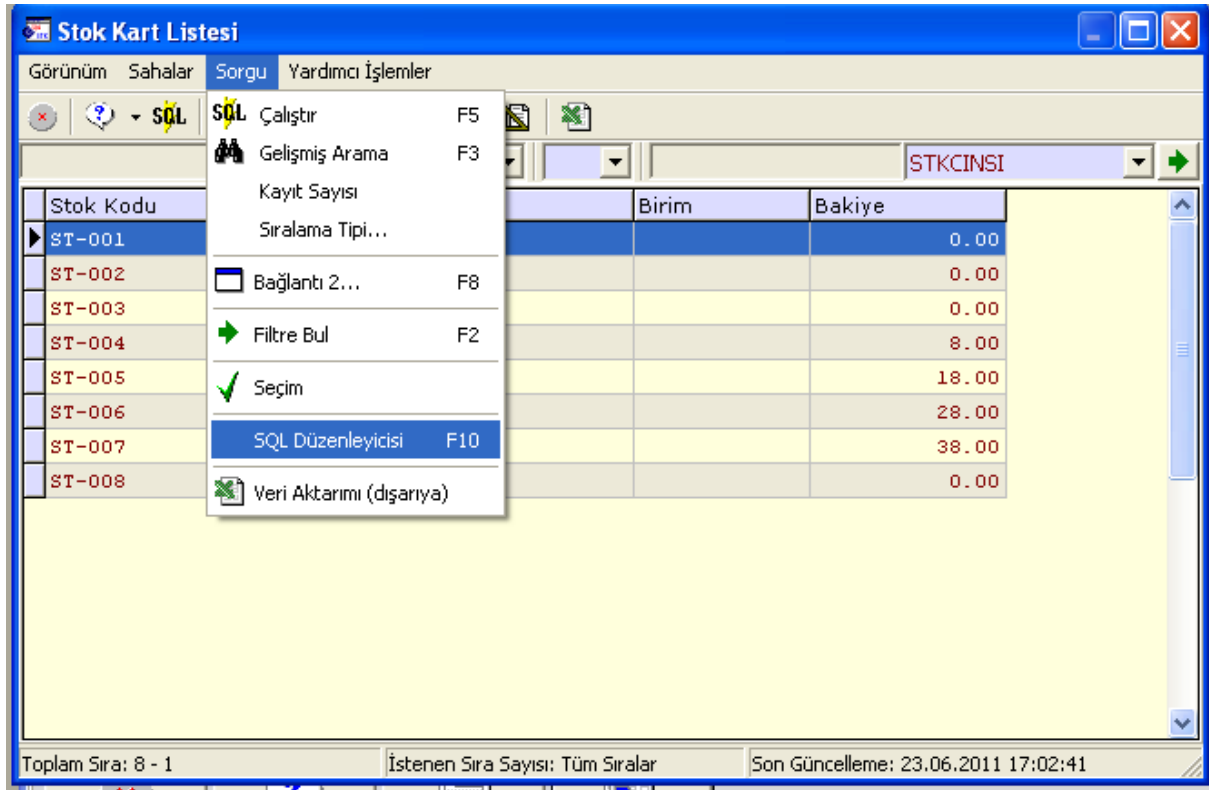 Stok Kart Listesi
Görünüm Sahalar Sorgu Yardımcı İşlemler
SQL
SQL Çalıştır F5
Gelişmiş Arama F3
Kayıt Sayısı
Sıralama Tipi...
Bağlantı 2... F8
Filtre Bul F2
Seçim
SQL Düzenleyicisi F10
Veri Aktarımı (dışarıya)
STKCINSI
Stok Kodu Birim Bakiye
ST-001 0.00
ST-002 0.00
ST-003 0.00
ST-004 8.00
ST-005 18.00
ST-006 28.00
ST-007 38.00
ST-008 0.00
Toplam Sıra: 8 - 1 İstenen Sıra Sayısı: Tüm Sıralar Son Güncelleme: 23.06.2011 17:02:41